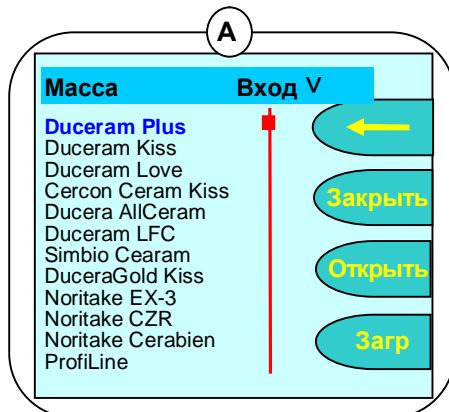 A
Масса Вход V
Duceram Plus
Duceram Kiss
Duceram Love
Cercon Ceram Kiss
Ducera AllCeram
Duceram LFC
Simbio Cearam
DuceraGold Kiss
Noritake EX-3
Noritake CZR
Noritake Cerabien
ProfiLine
Закрыть
Открыть
Загр